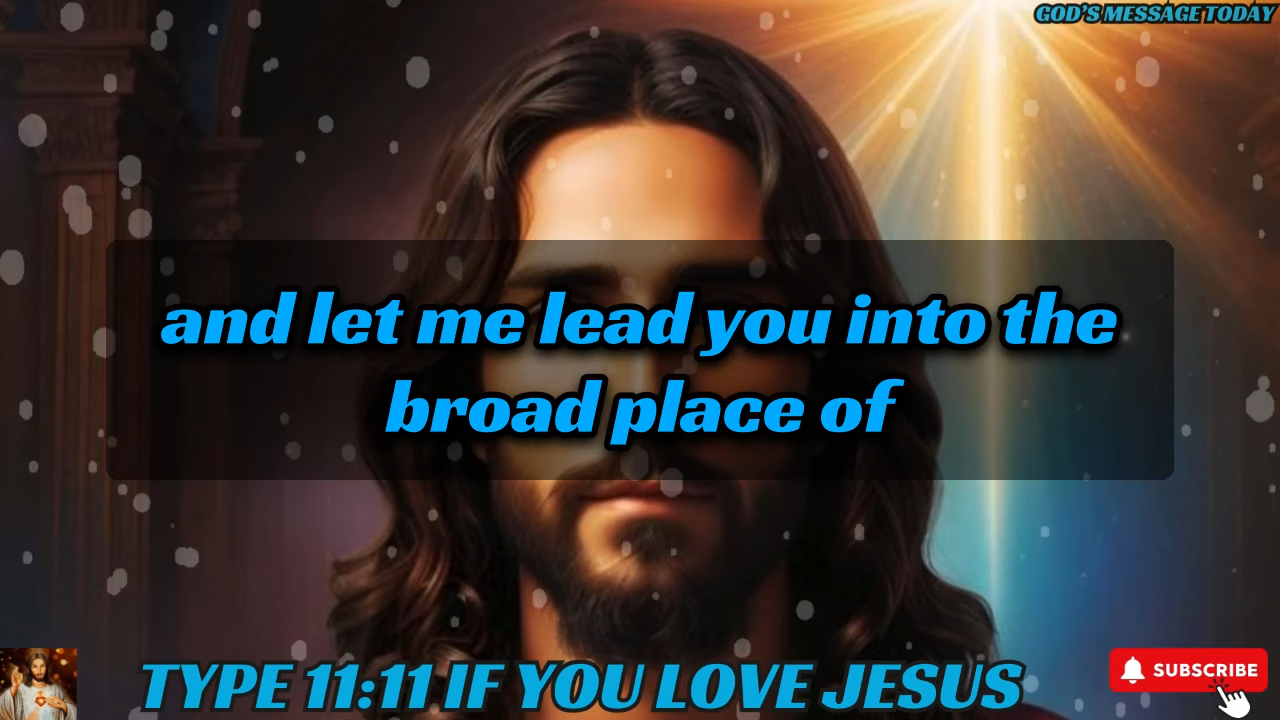 GOD'S MESSAGE TODAY
and let me lead you into the
broad place of
TYPE 11:11 IF YOU LOVE JESUS
SUBSCRIBE